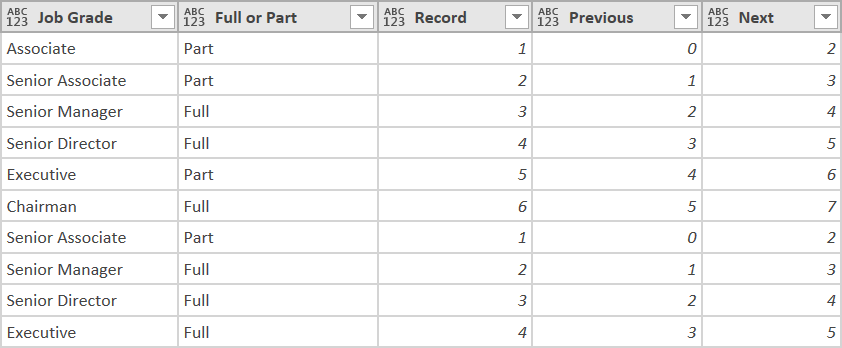 ABC 123 Job Grade ABC 123 Full or Part ABC 123 Record ABC 123 Previous ABC 123 Next
Associate Part 1 0 2
Senior Associate Part 2 1 3
Senior Manager Full 3 2 4
Senior Director Full 4 3 5
Executive Part 5 4 6
Chairman Full 6 5 7
Senior Associate Part 1 0 2
Senior Manager Full 2 1 3
Senior Director Full 3 2 4
Executive Full 4 3 5